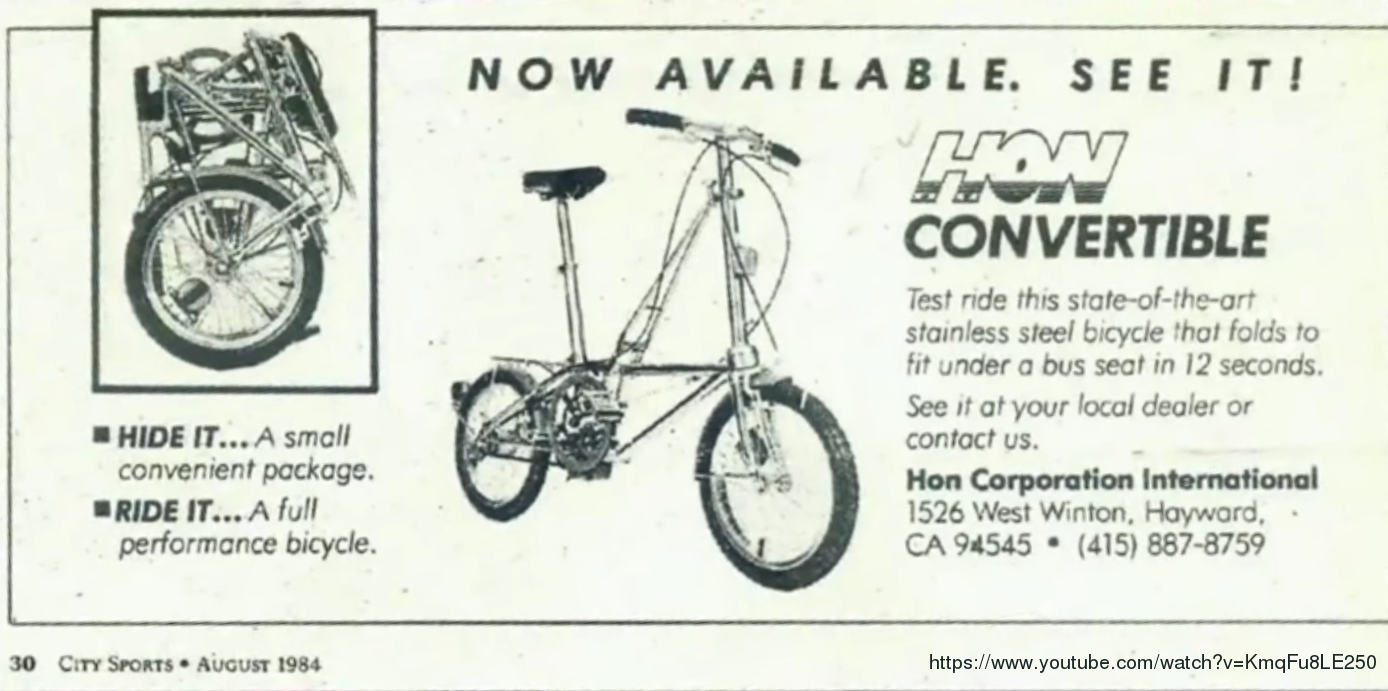 NOW AVAILABLE. SEE IT!
HON
CONVERTIBLE
Test ride this state-of-the-art
stainless steel bicycle that folds to
fit under a bus seat in 12 seconds.
See it at your local dealer or
contact us.
Hon Corporation International
1526 West Winton, Hayward,
CA 94545 • (415) 887-8759
■ HIDE IT... A small
convenient package.
■ RIDE IT... A full
performance bicycle.
30 CITY SPORTS • AUGUST 1984
https://www.youtube.com/watch?v=KmqFu8LE250